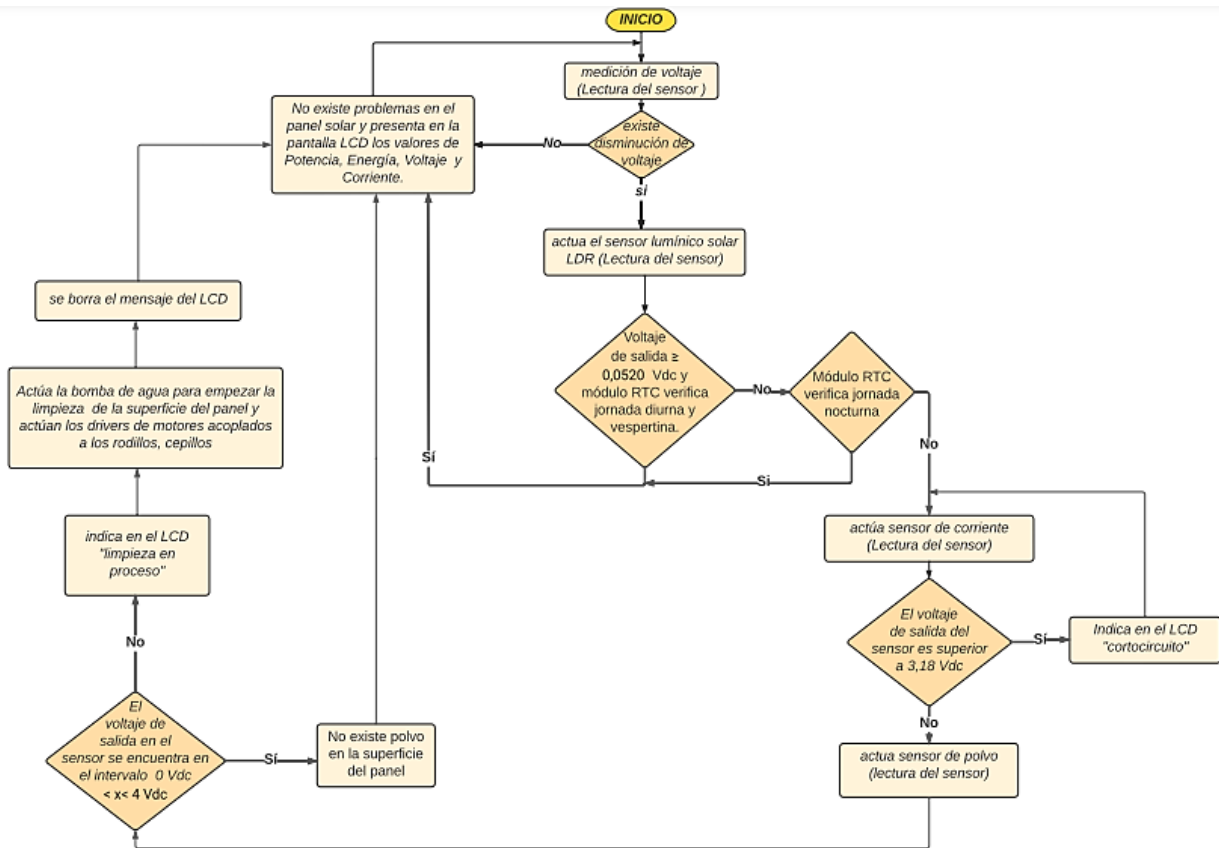 INICIO
medición de voltaje
(Lectura del sensor )
existe
disminución de
voltaje
No
si
No existe problemas en el
panel solar y presenta en la
pantalla LCD los valores de
Potencia, Energía, Voltaje  y
Corriente.
actua el sensor lumínico solar
LDR (Lectura del sensor)
Voltaje
de salida ≥
0,0520  Vdc y
módulo RTC verifica
jornada diurna y
vespertina.
No
Sí
Módulo RTC
verifica jornada
nocturna
Si
No
actúa sensor de corriente
(Lectura del sensor)
El voltaje
de salida del
sensor es superior
a 3,18 Vdc
Sí
Indica en el LCD
"cortocircuito"
No
actua sensor de polvo
(lectura del sensor)
El
voltaje de
salida en el
sensor se encuentra en
el intervalo  0 Vdc
< x< 4 Vdc
Sí
No existe polvo
en la superficie
del panel
No
indica en el LCD
"limpieza en
proceso"
Actúa la bomba de agua para empezar la
limpieza  de la superficie del panel y
actúan los drivers de motores acoplados
a los rodillos, cepillos
se borra el mensaje del LCD